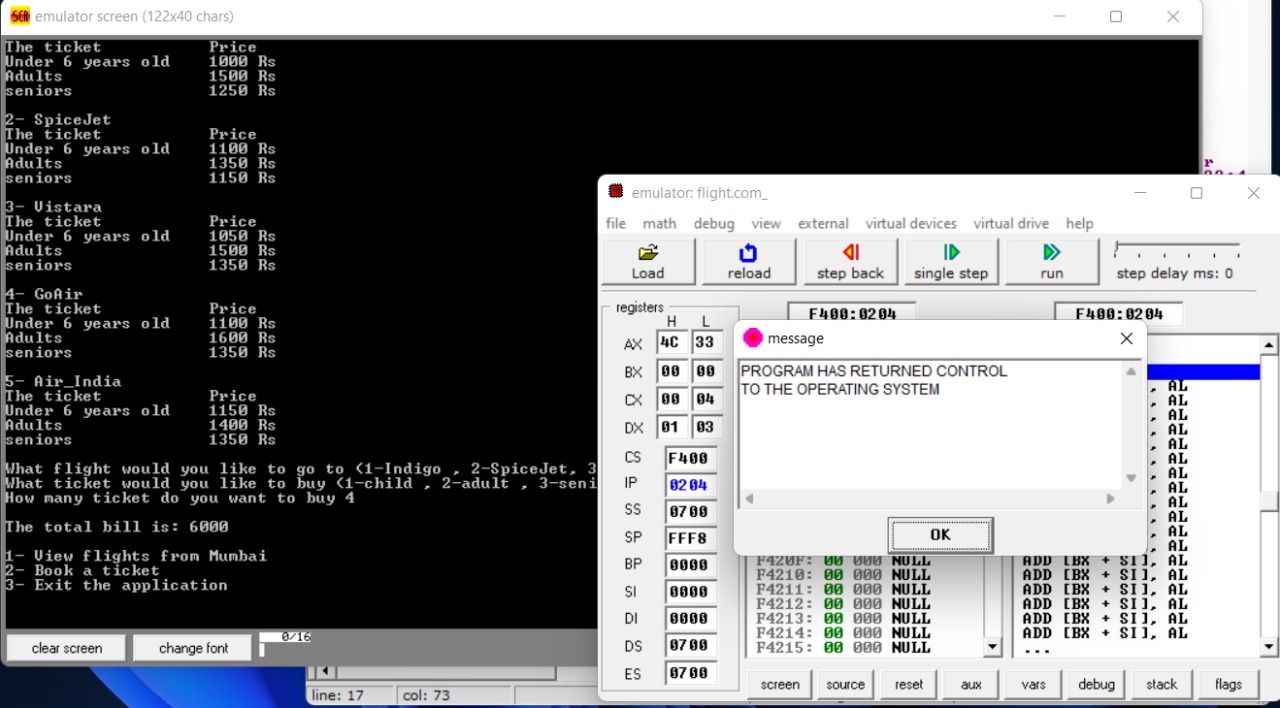 emulator screen (122x40 chars)
The ticket Price
Under 6 years old 1000 Rs
Adults 1500 Rs
seniors 1250 Rs
2- SpiceJet
The ticket Price
Under 6 years old 1100 Rs
Adults 1350 Rs
seniors 1150 Rs
3- Vistara
The ticket Price
Under 6 years old 1050 Rs
Adults 1500 Rs
seniors 1350 Rs
4- GoAir
The ticket Price
Under 6 years old 1100 Rs
Adults 1600 Rs
seniors 1350 Rs
5- Air_India
The ticket Price
Under 6 years old 1150 Rs
Adults 1400 Rs
seniors 1350 Rs
What flight would you like to go to (1-Indigo , 2-SpiceJet, 3
What ticket would you like to buy (1-child , 2-adult , 3-seni
How many ticket do you want to buy 4
The total bill is: 6000
1- View flights from Mumbai
2- Book a ticket
3- Exit the application
clear screen change font 0/16
line: 17 col: 73
emulator: flight.com_
file math debug view external virtual devices virtual drive help
Load reload step back single step run step delay ms: 0
registers F400:0204 F400:0204
H L
AX 4C 33
BX 00 00
CX 00 04
DX 01 03
CS F400
IP 0204
SS 0700
SP FFF8
BP 0000
SI 0000
DI 0000
DS 0700
ES 0700
message
PROGRAM HAS RETURNED CONTROL
TO THE OPERATING SYSTEM
OK
, AL
, AL
, AL
, AL
, AL
, AL
, AL
, AL
, AL
, AL
, AL
, AL
F420F: 00 000 NULL ADD [BX + SI], AL
F4210: 00 000 NULL ADD [BX + SI], AL
F4211: 00 000 NULL ADD [BX + SI], AL
F4212: 00 000 NULL ADD [BX + SI], AL
F4213: 00 000 NULL ADD [BX + SI], AL
F4214: 00 000 NULL ADD [BX + SI], AL
F4215: 00 000 NULL ...
screen source reset aux vars debug stack flags